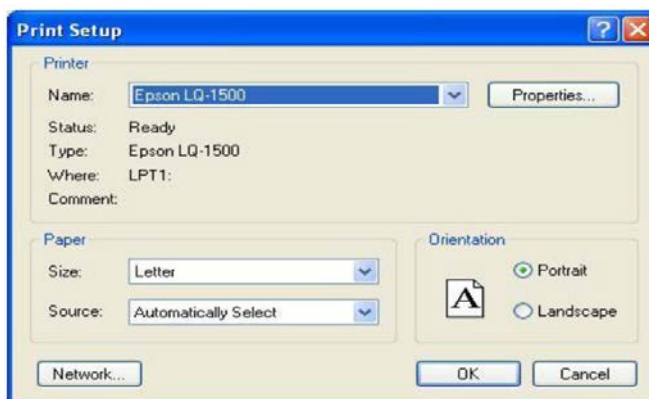 Print Setup
Printer
Name: Epson LQ-1500 Properties...
Status: Ready
Type: Epson LQ-1500
Where: LPT1:
Comment:
Paper
Size: Letter
Source: Automatically Select
Orientation
A
Portrait
Landscape
Network... OK Cancel